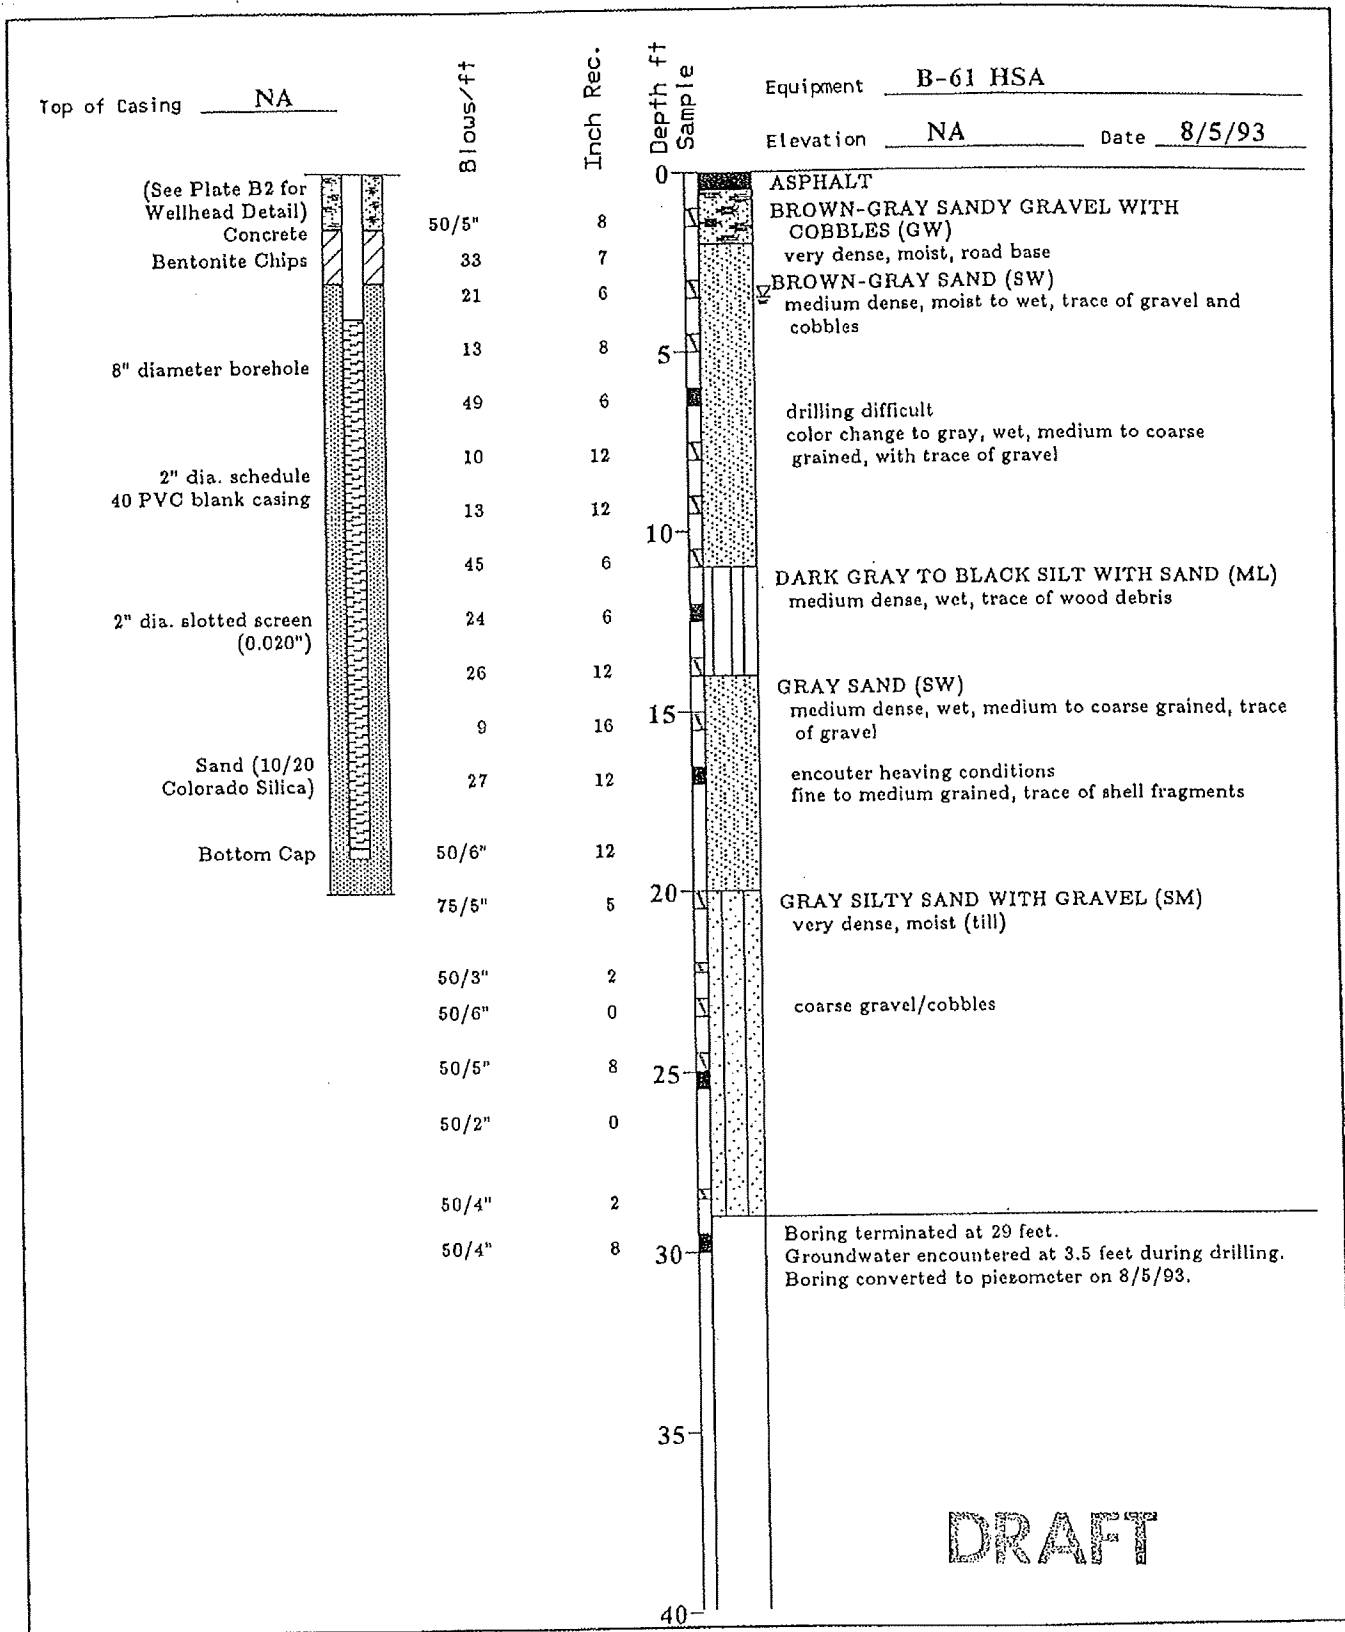 Top of Casing NA
Blows/ft
Inch Rec.
Depth ft
Sample
Equipment B-61 HSA
Elevation NA Date 8/5/93
(See Plate B2 for
Wellhead Detail)
Concrete
Bentonite Chips
8" diameter borehole
2" dia. schedule
40 PVC blank casing
2" dia. slotted screen
(0.020")
Sand (10/20
Colorado Silica)
Bottom Cap
50/5" 8
33 7
21 6
13 8
49 6
10 12
13 12
45 6
24 6
26 12
9 16
27 12
50/6" 12
75/5" 5
50/3" 2
50/6" 0
50/5" 8
50/2" 0
50/4" 2
50/4" 8
0
5
10
15
20
25
30
35
40
ASPHALT
BROWN-GRAY SANDY GRAVEL WITH
COBBLES (GW)
very dense, moist, road base
BROWN-GRAY SAND (SW)
medium dense, moist to wet, trace of gravel and
cobbles
drilling difficult
color change to gray, wet, medium to coarse
grained, with trace of gravel
DARK GRAY TO BLACK SILT WITH SAND (ML)
medium dense, wet, trace of wood debris
GRAY SAND (SW)
medium dense, wet, medium to coarse grained, trace
of gravel
encouter heaving conditions
fine to medium grained, trace of shell fragments
GRAY SILTY SAND WITH GRAVEL (SM)
very dense, moist (till)
coarse gravel/cobbles
Boring terminated at 29 feet.
Groundwater encountered at 3.5 feet during drilling.
Boring converted to piezometer on 8/5/93.
DRAFT